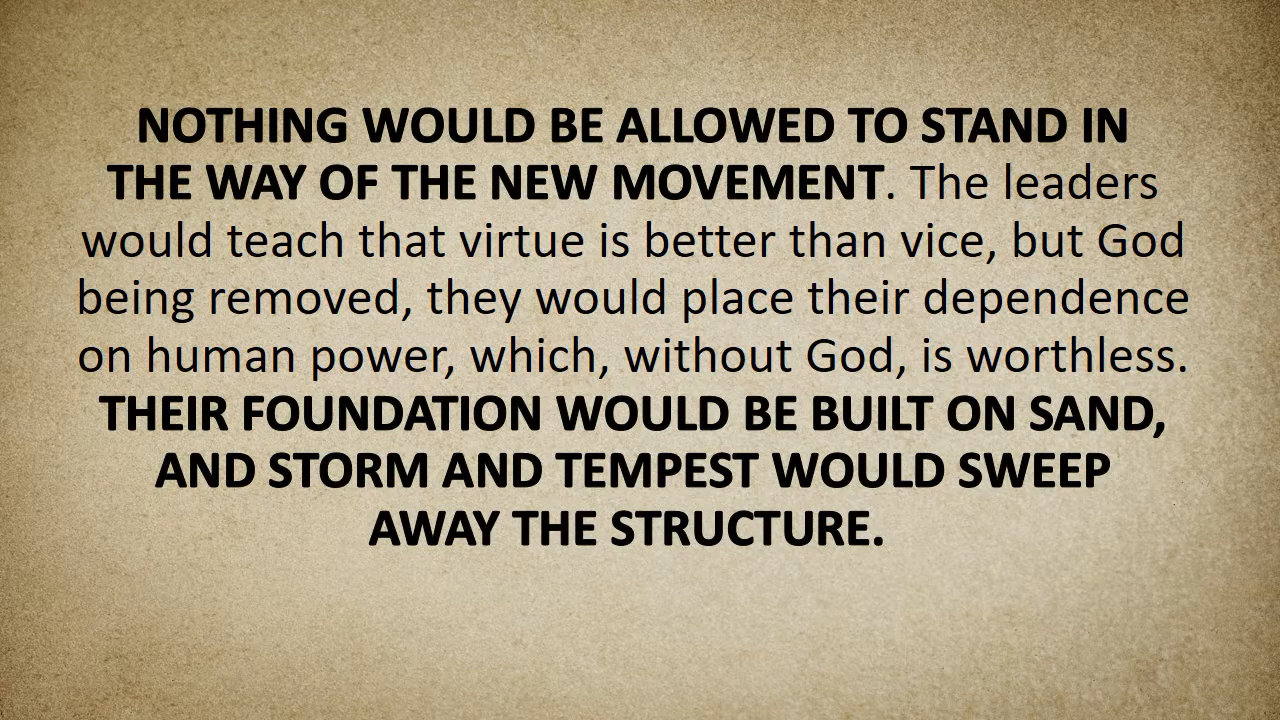 NOTHING WOULD BE ALLOWED TO STAND IN
THE WAY OF THE NEW MOVEMENT. The leaders
would teach that virtue is better than vice, but God
being removed, they would place their dependence
on human power, which, without God, is worthless.
THEIR FOUNDATION WOULD BE BUILT ON SAND,
AND STORM AND TEMPEST WOULD SWEEP
AWAY THE STRUCTURE.